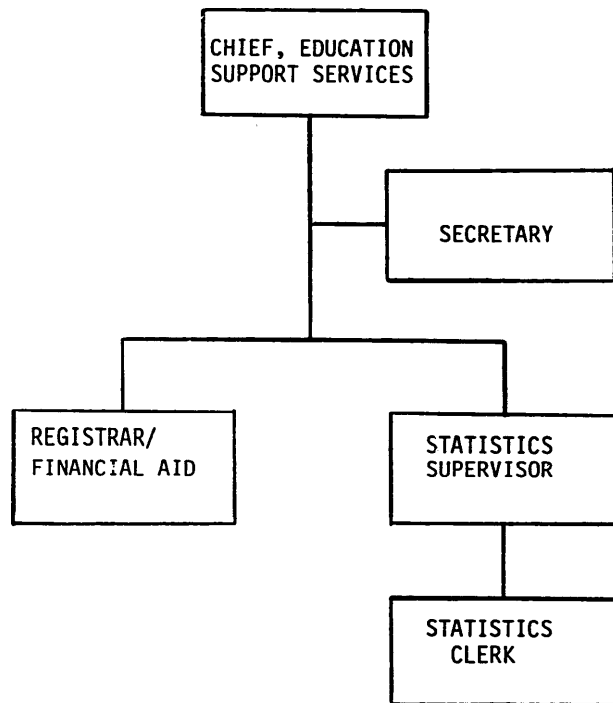 CHIEF, EDUCATION
SUPPORT SERVICES
SECRETARY
REGISTRAR/
FINANCIAL AID
STATISTICS
SUPERVISOR
STATISTICS
CLERK